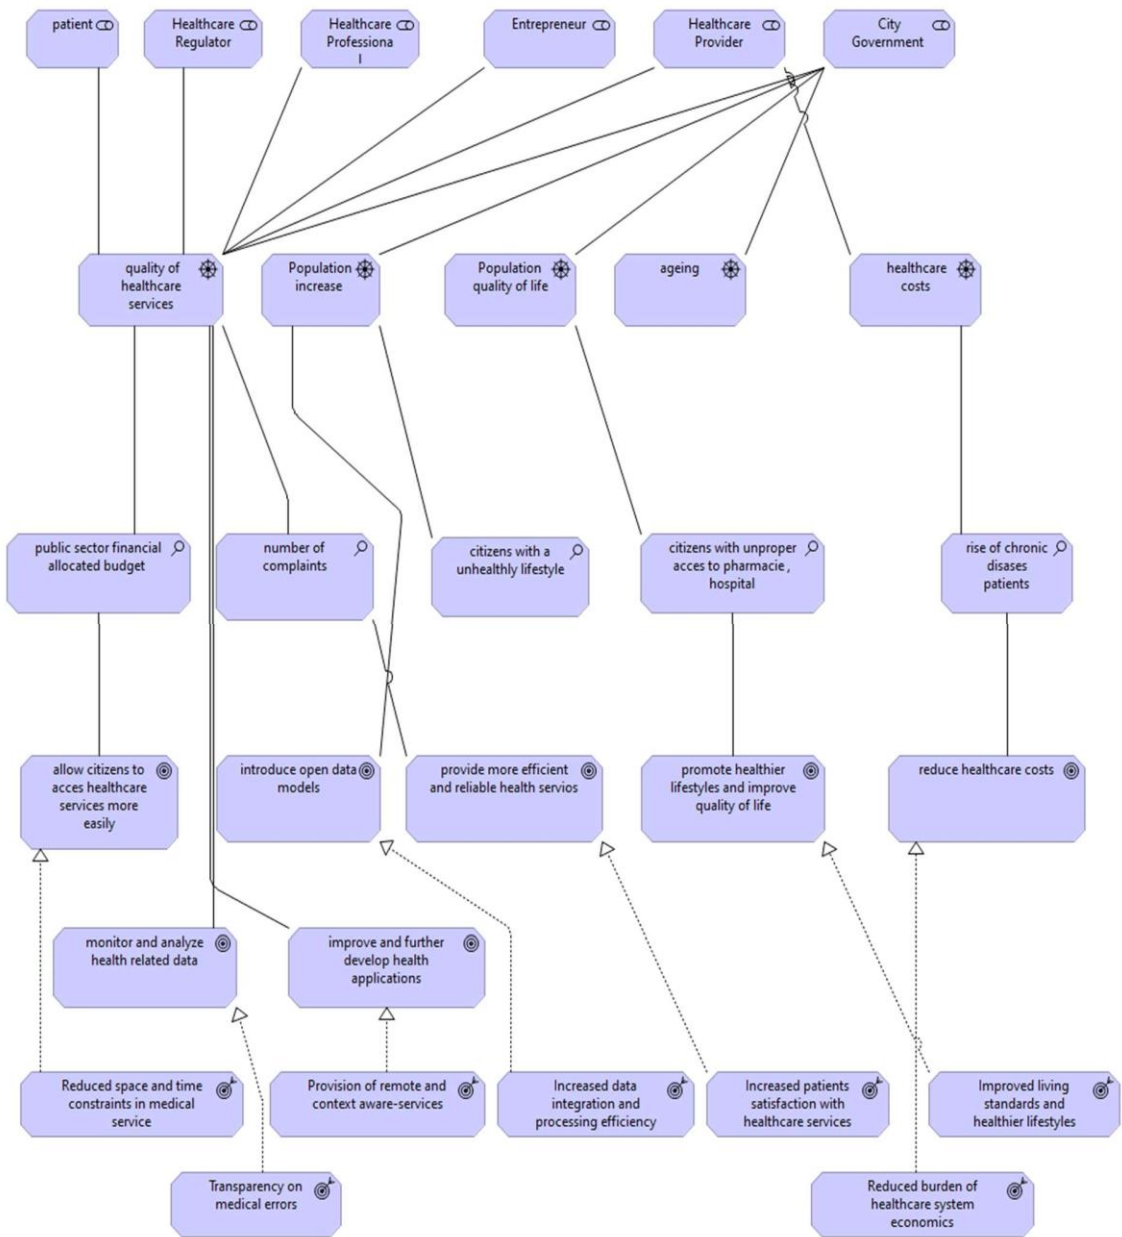 patient
Healthcare
Regulator
Healthcare
Professiona
l
Entrepreneur
Healthcare
Provider
City
Government
quality of
healthcare
services
Population
increase
Population
quality of life
ageing
healthcare
costs
public sector financial
allocated budget
number of
complaints
citizens with a
unhealthly lifestyle
citizens with unproper
acces to pharmacie ,
hospital
rise of chronic
disases
patients
allow citizens to
acces healthcare
services more
easily
introduce open data
models
provide more efficient
and reliable health servios
promote healthier
lifestyles and improve
quality of life
reduce healthcare costs
monitor and analyze
health related data
improve and further
develop health
applications
Reduced space and time
constraints in medical
service
Provision of remote and
context aware-services
Increased data
integration and
processing efficiency
Increased patients
satisfaction with
healthcare services
Improved living
standards and
healthier lifestyles
Transparency on
medical errors
Reduced burden of
healthcare system
economics